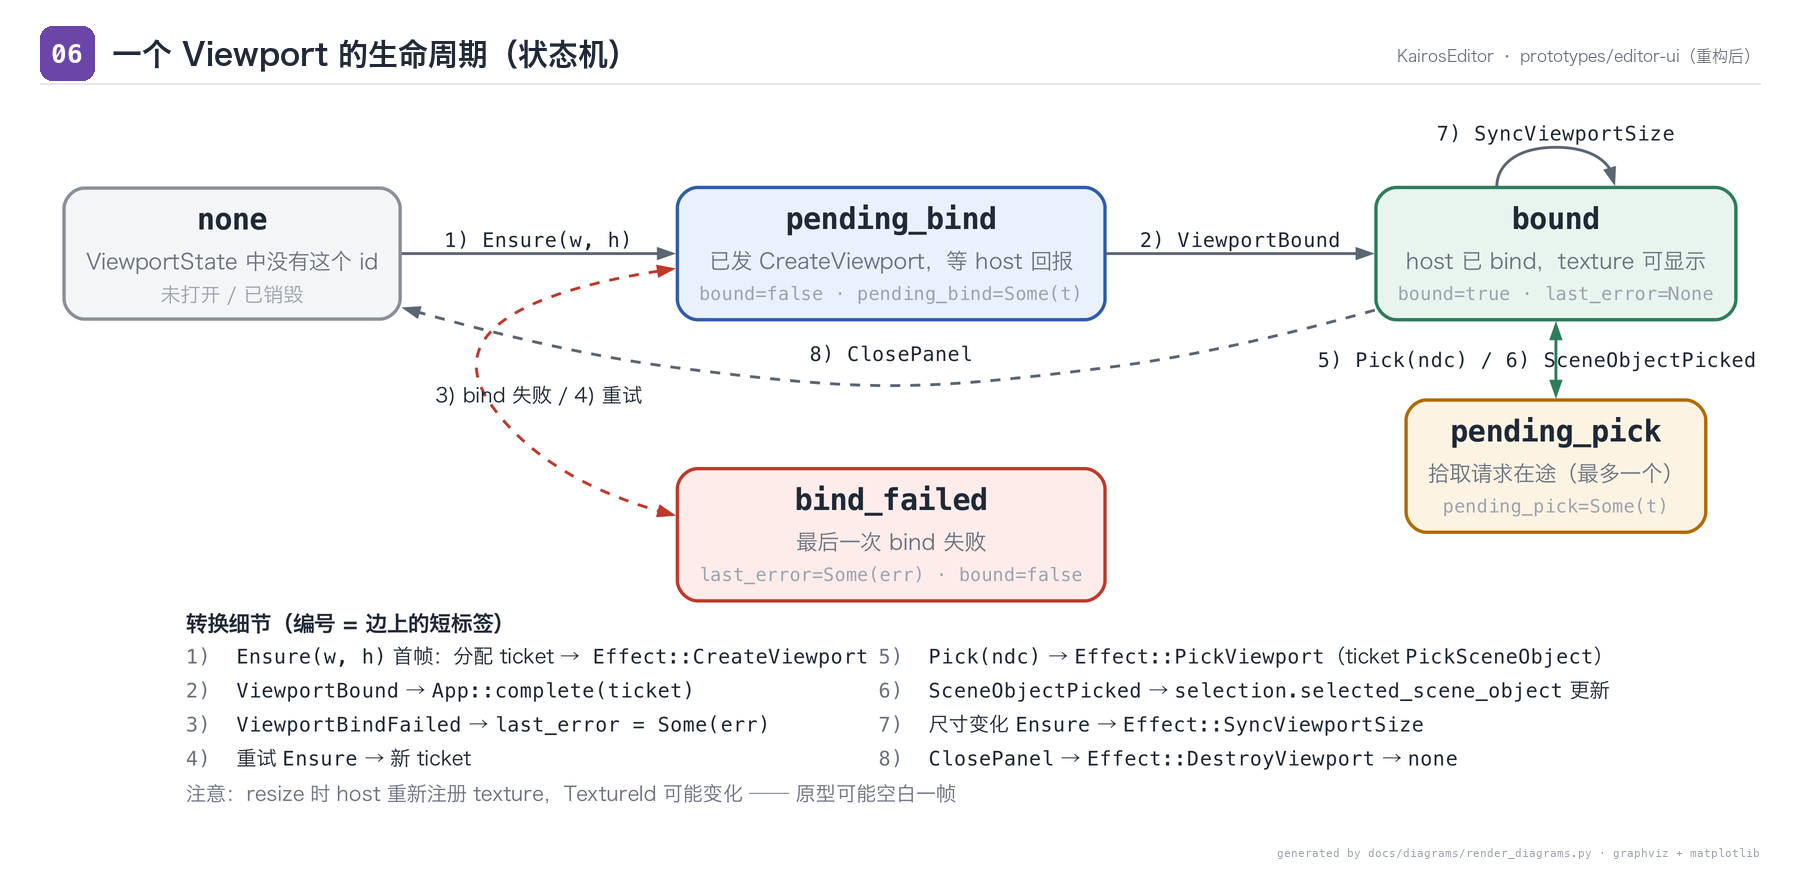 06 一个 Viewport 的生命周期（状态机）
KairosEditor · prototypes/editor-ui（重构后）
7) SyncViewportSize
none
ViewportState 中没有这个 id
未打开 / 已销毁
1) Ensure(w, h)
pending_bind
已发 CreateViewport，等 host 回报
bound=false · pending_bind=Some(t)
2) ViewportBound
bound
host 已 bind，texture 可显示
bound=true · last_error=None
8) ClosePanel
5) Pick(ndc) / 6) SceneObjectPicked
3) bind 失败 / 4) 重试
pending_pick
拾取请求在途（最多一个）
pending_pick=Some(t)
bind_failed
最后一次 bind 失败
last_error=Some(err) · bound=false
转换细节（编号 = 边上的短标签）
1) Ensure(w, h) 首帧：分配 ticket → Effect::CreateViewport
2) ViewportBound → App::complete(ticket)
3) ViewportBindFailed → last_error = Some(err)
4) 重试 Ensure → 新 ticket
5) Pick(ndc) → Effect::PickViewport（ticket PickSceneObject）
6) SceneObjectPicked → selection.selected_scene_object 更新
7) 尺寸变化 Ensure → Effect::SyncViewportSize
8) ClosePanel → Effect::DestroyViewport → none
注意：resize 时 host 重新注册 texture，TextureId 可能变化 —— 原型可能空白一帧
generated by docs/diagrams/render_diagrams.py · graphviz + matplotlib